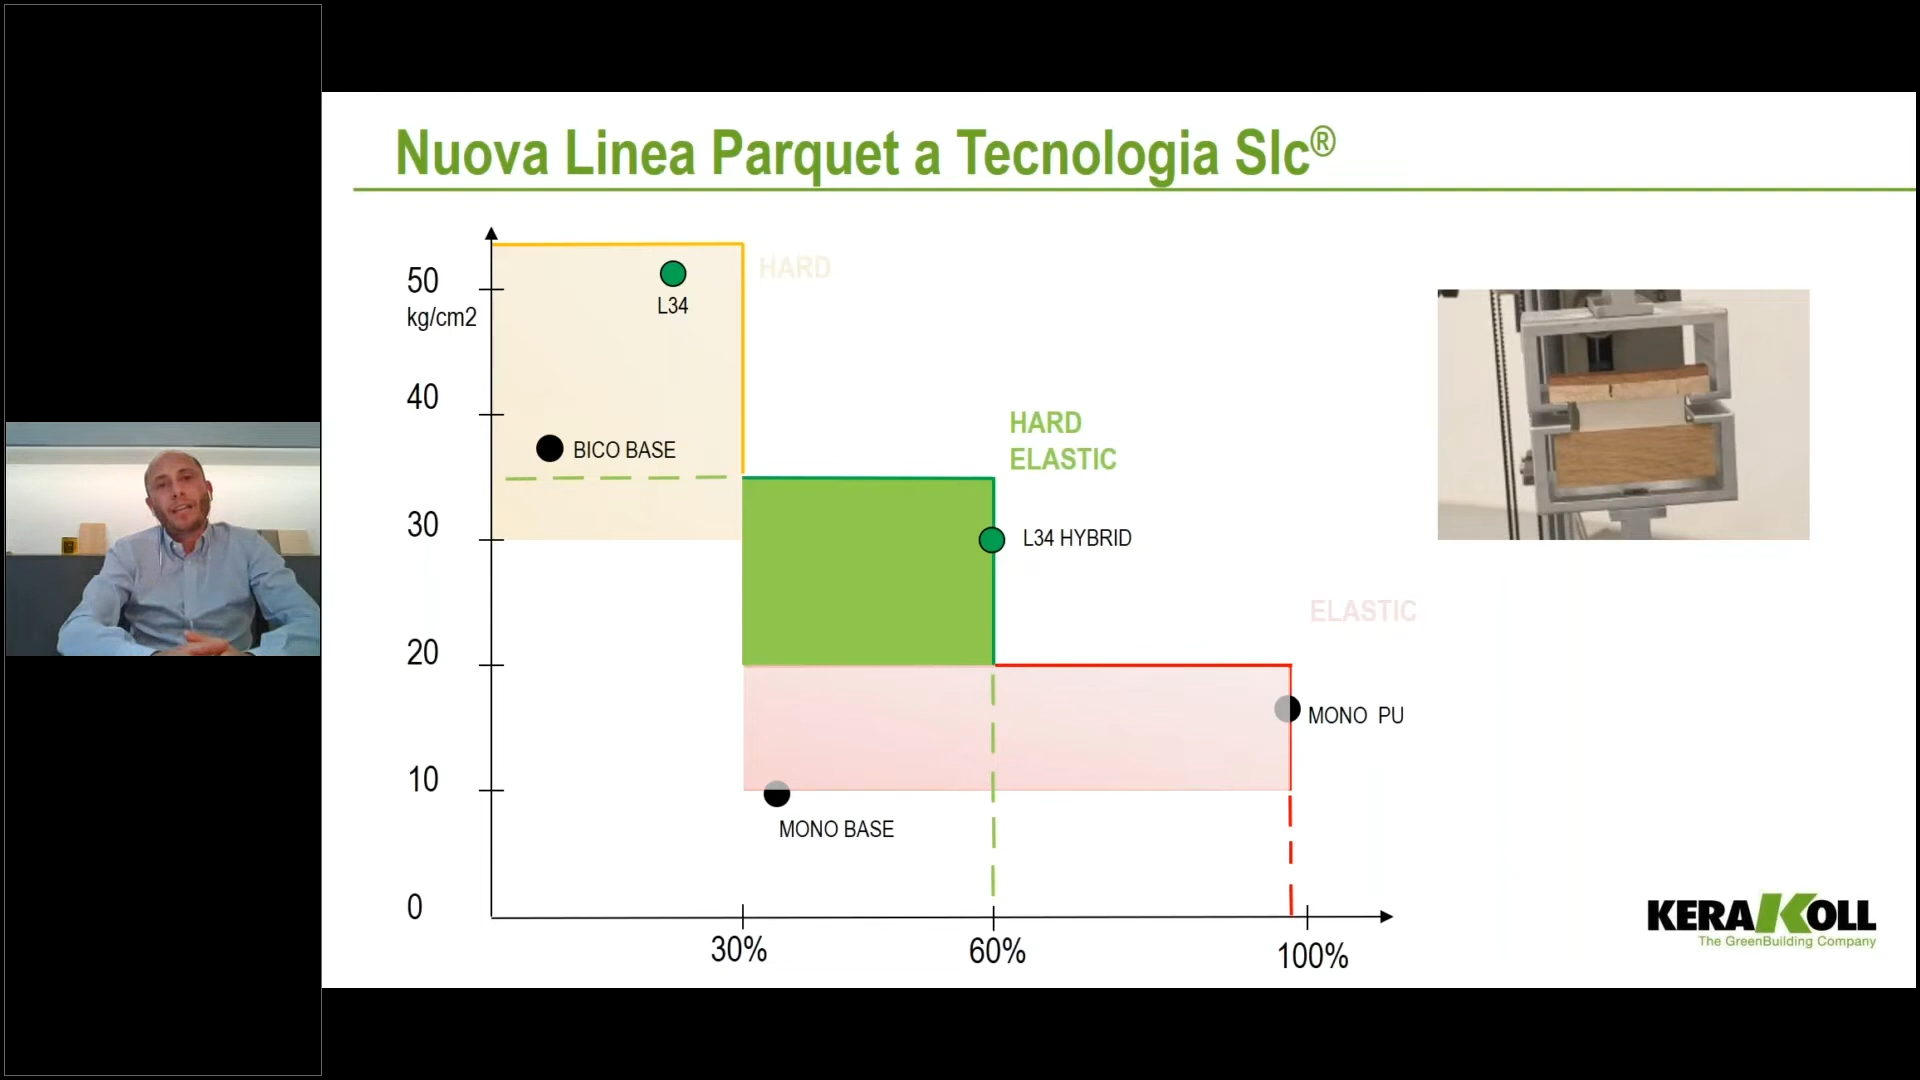 Nuova Linea Parquet a Tecnologia Slc®
50
kg/cm2
40
30
20
10
0
30%
60%
100%
HARD
L34
BICO BASE
HARD
ELASTIC
L34 HYBRID
ELASTIC
MONO PU
MONO BASE
KERAKOLL
The GreenBuilding Company